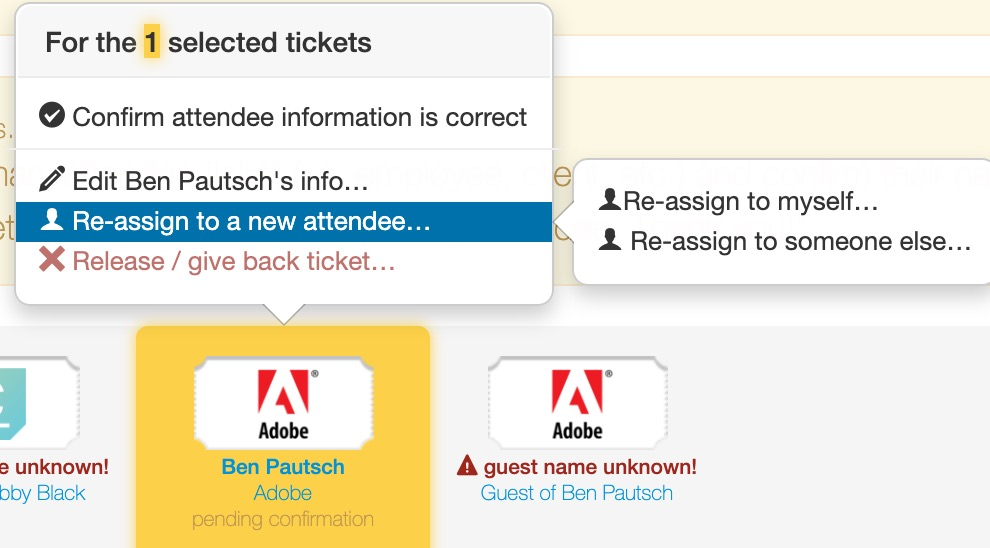 For the 1 selected tickets
Confirm attendee information is correct
Edit Ben Pautsch's info…
Re-assign to a new attendee…
Release / give back ticket…
Re-assign to myself…
Re-assign to someone else…
Adobe
Adobe
unknown!
Black
Ben Pautsch
Adobe
pending confirmation
guest name unknown!
Guest of Ben Pautsch